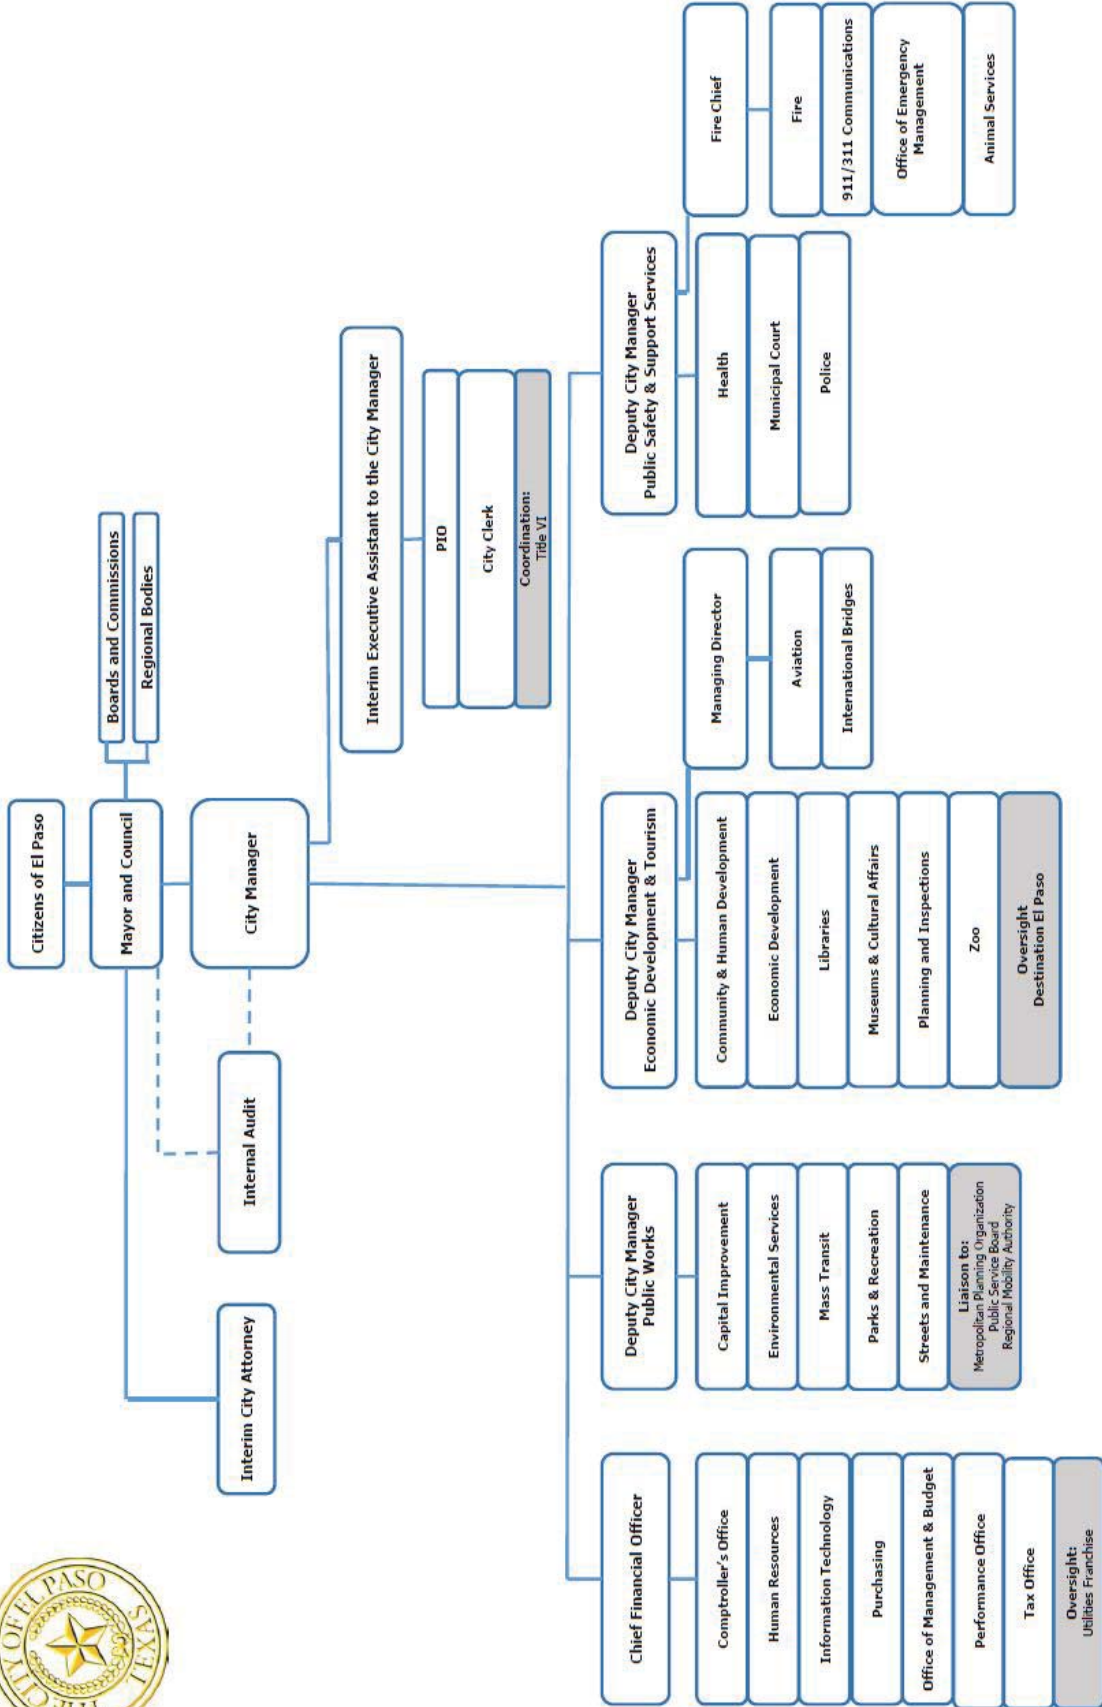 THE CITY OF EL PASO
TEXAS
Citizens of El Paso
Mayor and Council
Boards and Commissions
Regional Bodies
City Manager
Internal Audit
Interim City Attorney
Interim Executive Assistant to the City Manager
PIO
City Clerk
Coordination:
Title VI
Chief Financial Officer
Comptroller's Office
Human Resources
Information Technology
Purchasing
Office of Management & Budget
Performance Office
Tax Office
Oversight:
Utilities Franchise
Deputy City Manager
Public Works
Capital Improvement
Environmental Services
Mass Transit
Parks & Recreation
Streets and Maintenance
Liaison to:
Metropolitan Planning Organization
Public Service Board
Regional Mobility Authority
Deputy City Manager
Economic Development & Tourism
Community & Human Development
Economic Development
Libraries
Museums & Cultural Affairs
Planning and Inspections
Zoo
Oversight
Destination El Paso
Managing Director
Aviation
International Bridges
Deputy City Manager
Public Safety & Support Services
Health
Municipal Court
Police
Fire Chief
Fire
911/311 Communications
Office of Emergency
Management
Animal Services